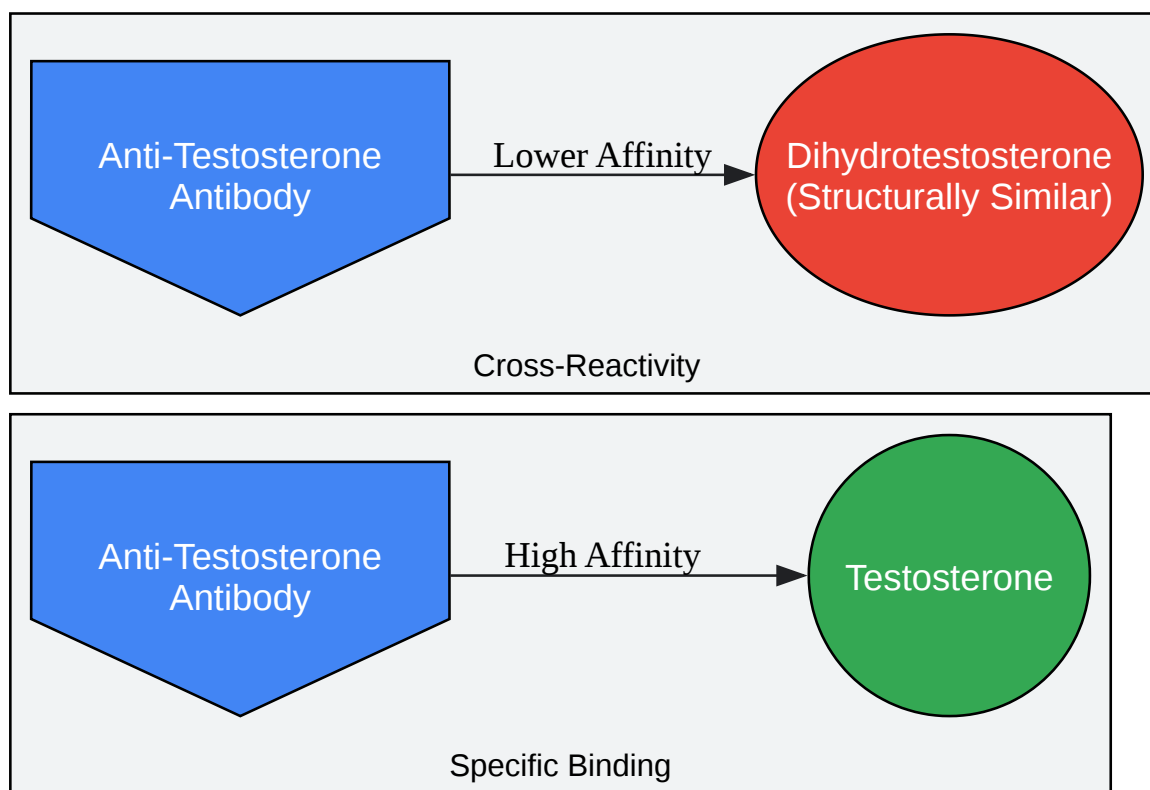 Anti-Testosterone
Antibody
Lower Affinity
Dihydrotestosterone
(Structurally Similar)
Cross-Reactivity
Anti-Testosterone
Antibody
High Affinity
Testosterone
Specific Binding